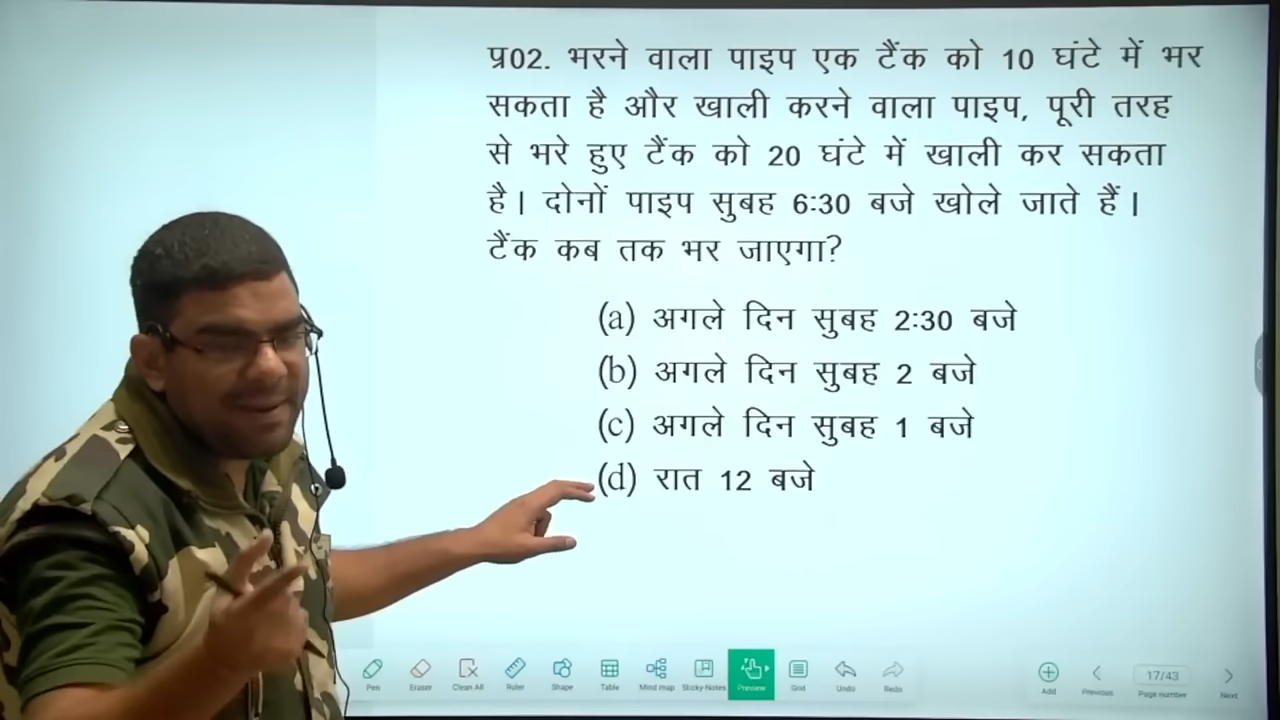 प्र02. भरने वाला पाइप एक टैंक को 10 घंटे में भर
सकता है और खाली करने वाला पाइप, पूरी तरह
से भरे हुए टैंक को 20 घंटे में खाली कर सकता
है। दोनों पाइप सुबह 6:30 बजे खोले जाते हैं।
टैंक कब तक भर जाएगा?
(a) अगले दिन सुबह 2:30 बजे
(b) अगले दिन सुबह 2 बजे
(c) अगले दिन सुबह 1 बजे
(d) रात 12 बजे
Pen Eraser Clean All Ruler Shape Table Mind map Sticky-Notes Preview Grid Undo Redo Add Previous 17/43 Page number Next